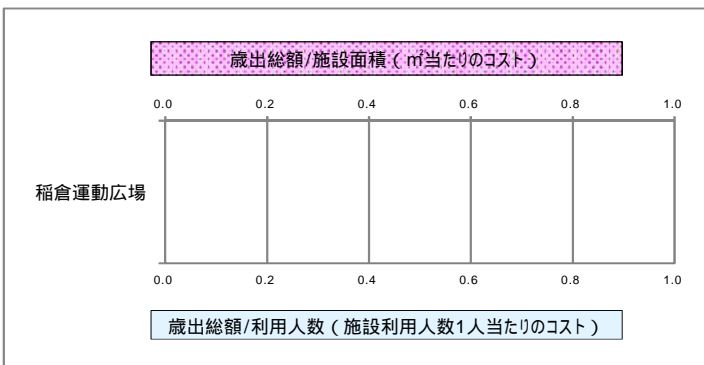 歳出総額/施設面積（㎡当たりのコスト）
0.0 0.2 0.4 0.6 0.8 1.0
稲倉運動広場
0.0 0.2 0.4 0.6 0.8 1.0
歳出総額/利用人数（施設利用人数1人当たりのコスト）